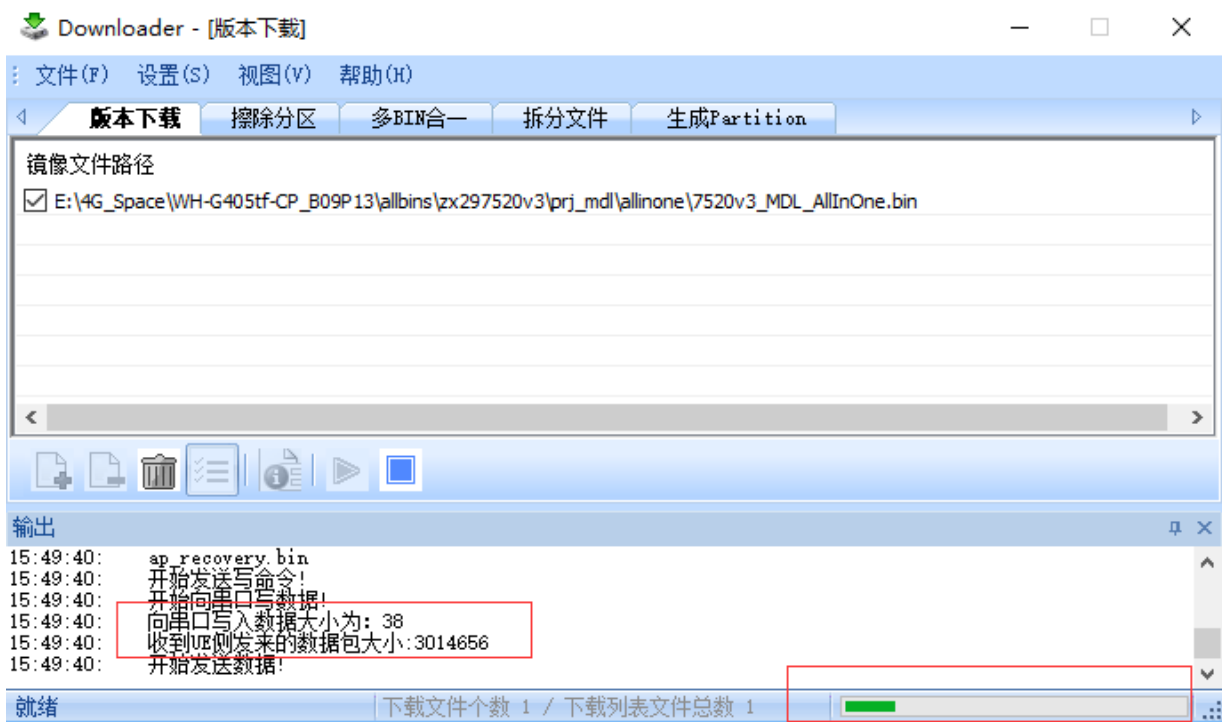 Downloader - [版本下载]
文件(F) 设置(S) 视图(V) 帮助(H)
版本下载 擦除分区 多BIN合一 拆分文件 生成Partition
镜像文件路径
E:\4G_Space\WH-G405tf-CP_B09P13\allbins\zx297520v3\prj_mdl\allinone\7520v3_MDL_AllInOne.bin
输出
15:49:40: ap_recovery.bin
15:49:40: 开始发送写命令!
15:49:40: 开始向串口写数据!
15:49:40: 向串口写入数据大小为: 38
15:49:40: 收到UE侧发来的数据包大小:3014656
15:49:40: 开始发送数据!
就绪 下载文件个数 1 / 下载列表文件总数 1